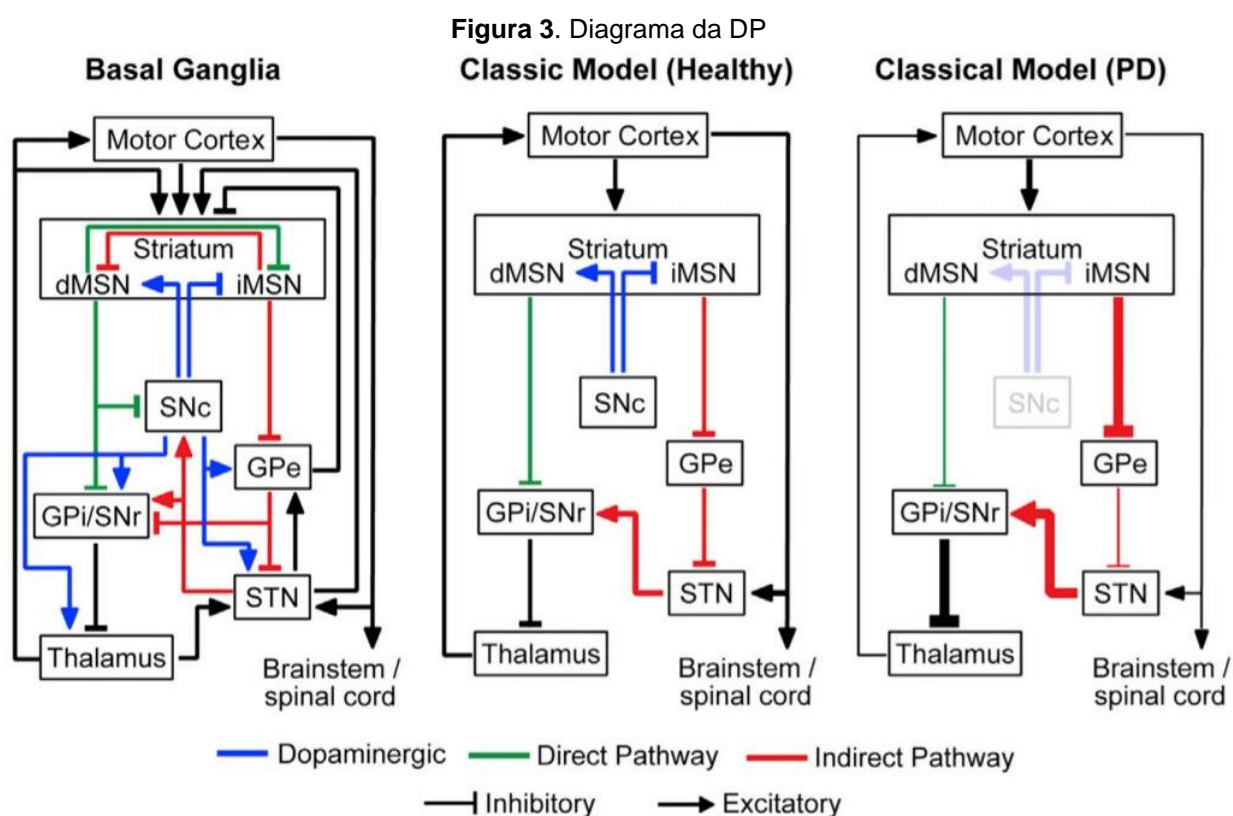 Figura 3. Diagrama da DP
Basal Ganglia
Motor Cortex
Striatum
dMSN
iMSN
SNc
GPe
GPi/SNr
STN
Thalamus
Brainstem /
spinal cord
Classic Model (Healthy)
Motor Cortex
Striatum
dMSN
iMSN
SNc
GPe
GPi/SNr
STN
Thalamus
Brainstem /
spinal cord
Classical Model (PD)
Motor Cortex
Striatum
dMSN
iMSN
SNc
GPe
GPi/SNr
STN
Thalamus
Brainstem /
spinal cord
Dopaminergic
Direct Pathway
Indirect Pathway
Inhibitory
Excitatory